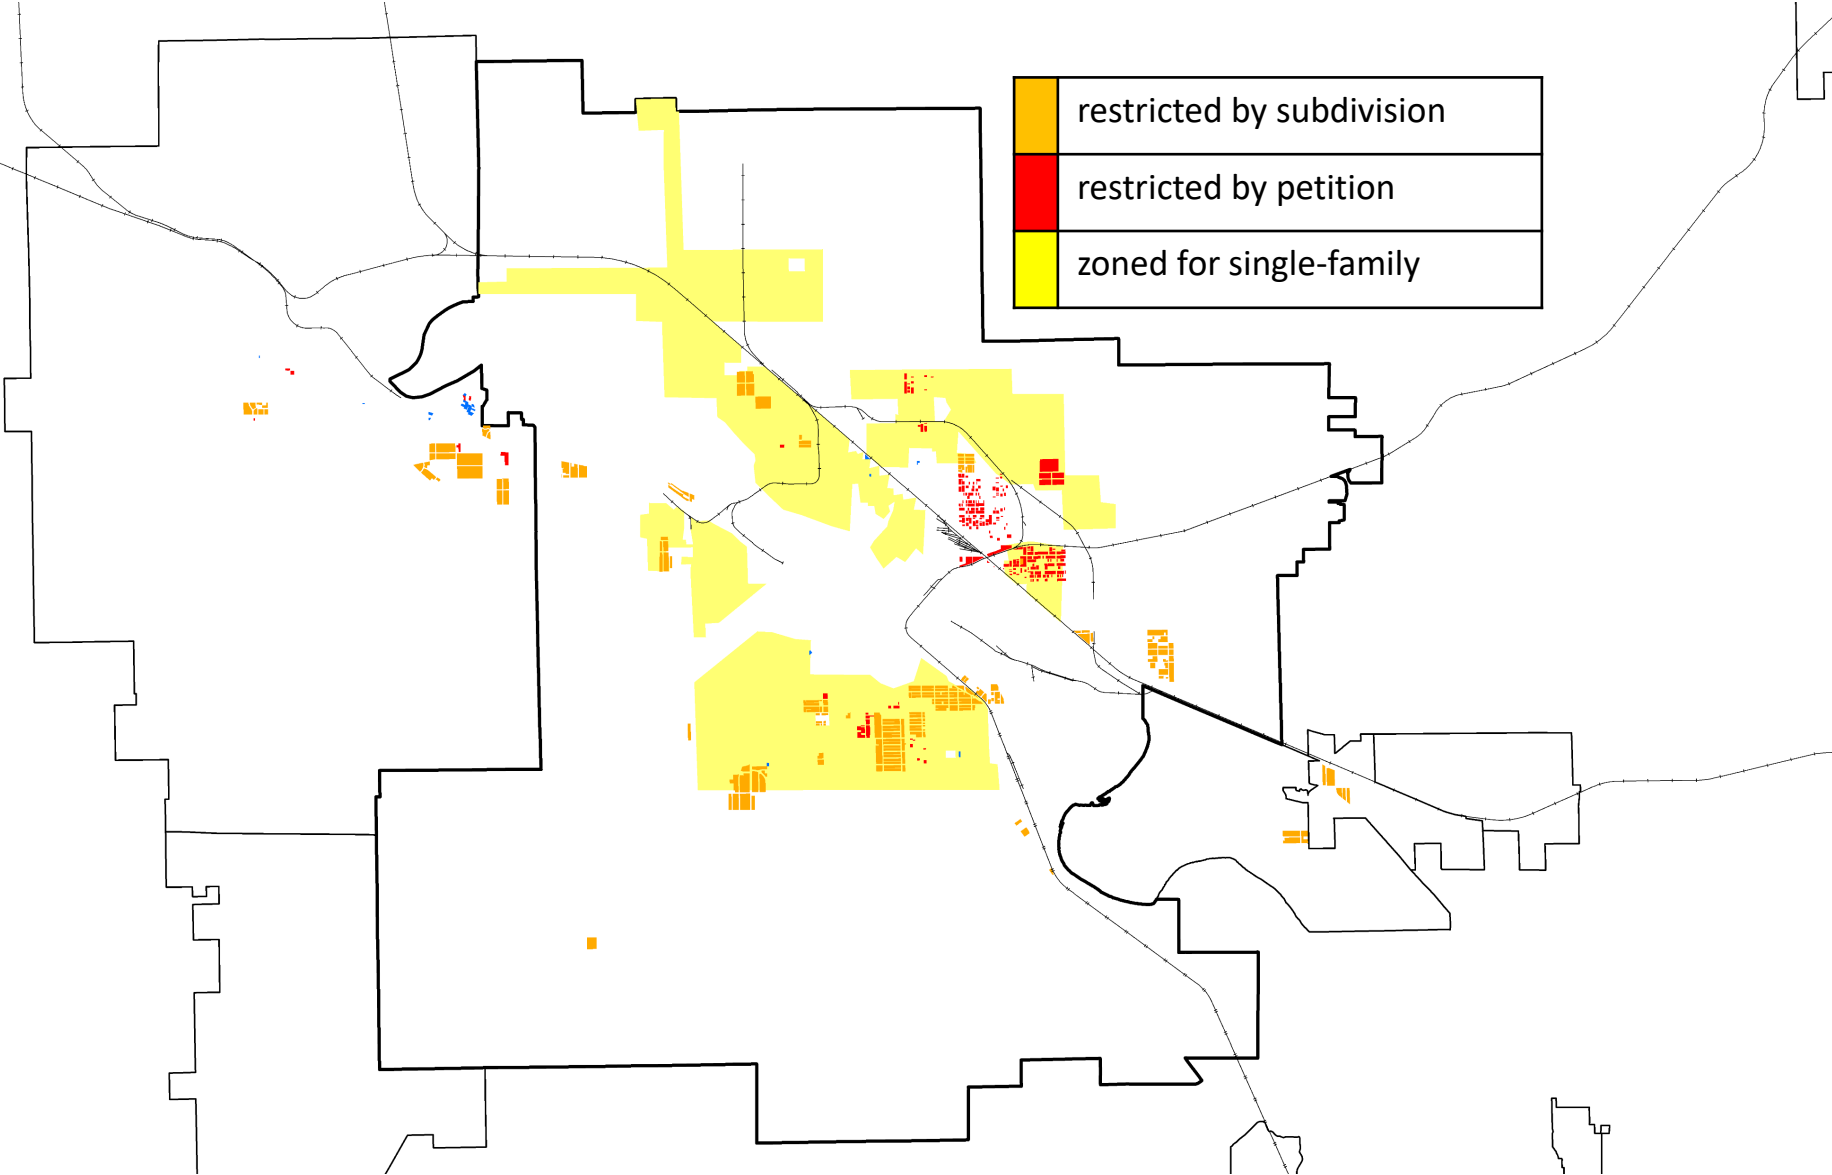 restricted by subdivision
restricted by petition
zoned for single-family